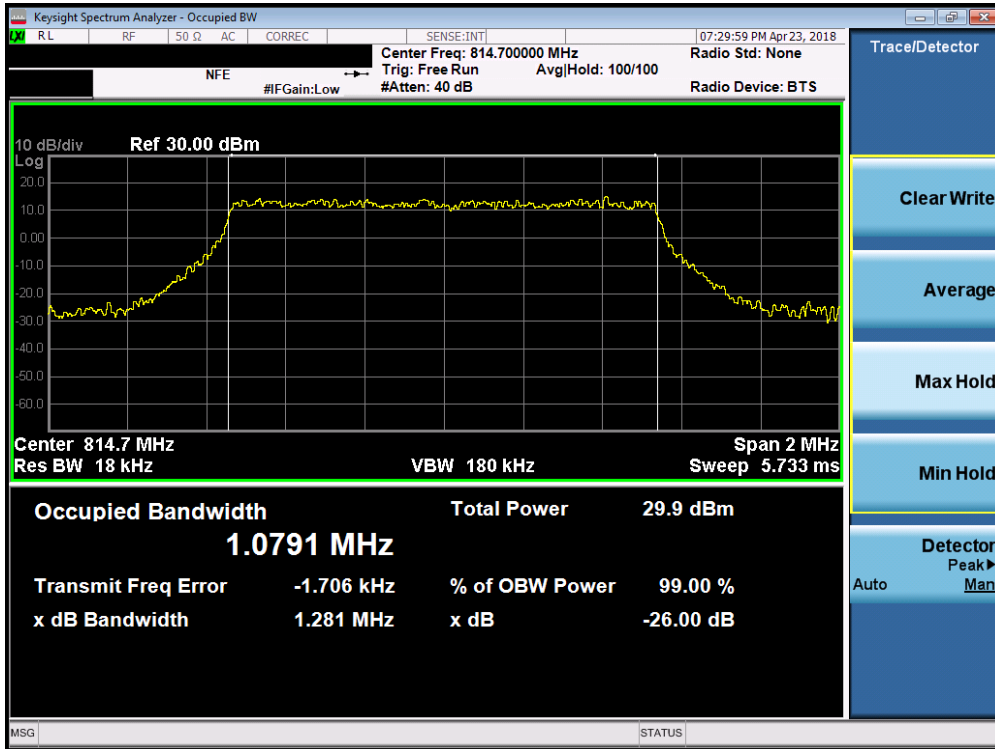 Keysight Spectrum Analyzer - Occupied BW
LXI RL RF 50 Ω AC CORREC SENSE:INT 07:29:59 PM Apr 23, 2018
NFE
#IFGain:Low
Center Freq: 814.700000 MHz
Trig: Free Run Avg|Hold: 100/100
#Atten: 40 dB
Radio Std: None
Radio Device: BTS
10 dB/div Ref 30.00 dBm
Log
20.0
10.0
0.00
-10.0
-20.0
-30.0
-40.0
-50.0
-60.0
Center 814.7 MHz Span 2 MHz
Res BW 18 kHz VBW 180 kHz Sweep 5.733 ms
Occupied Bandwidth Total Power 29.9 dBm
1.0791 MHz
Transmit Freq Error -1.706 kHz % of OBW Power 99.00 %
x dB Bandwidth 1.281 MHz x dB -26.00 dB
MSG STATUS
Trace/Detector
Clear Write
Average
Max Hold
Min Hold
Detector
Peak▶
Auto Man